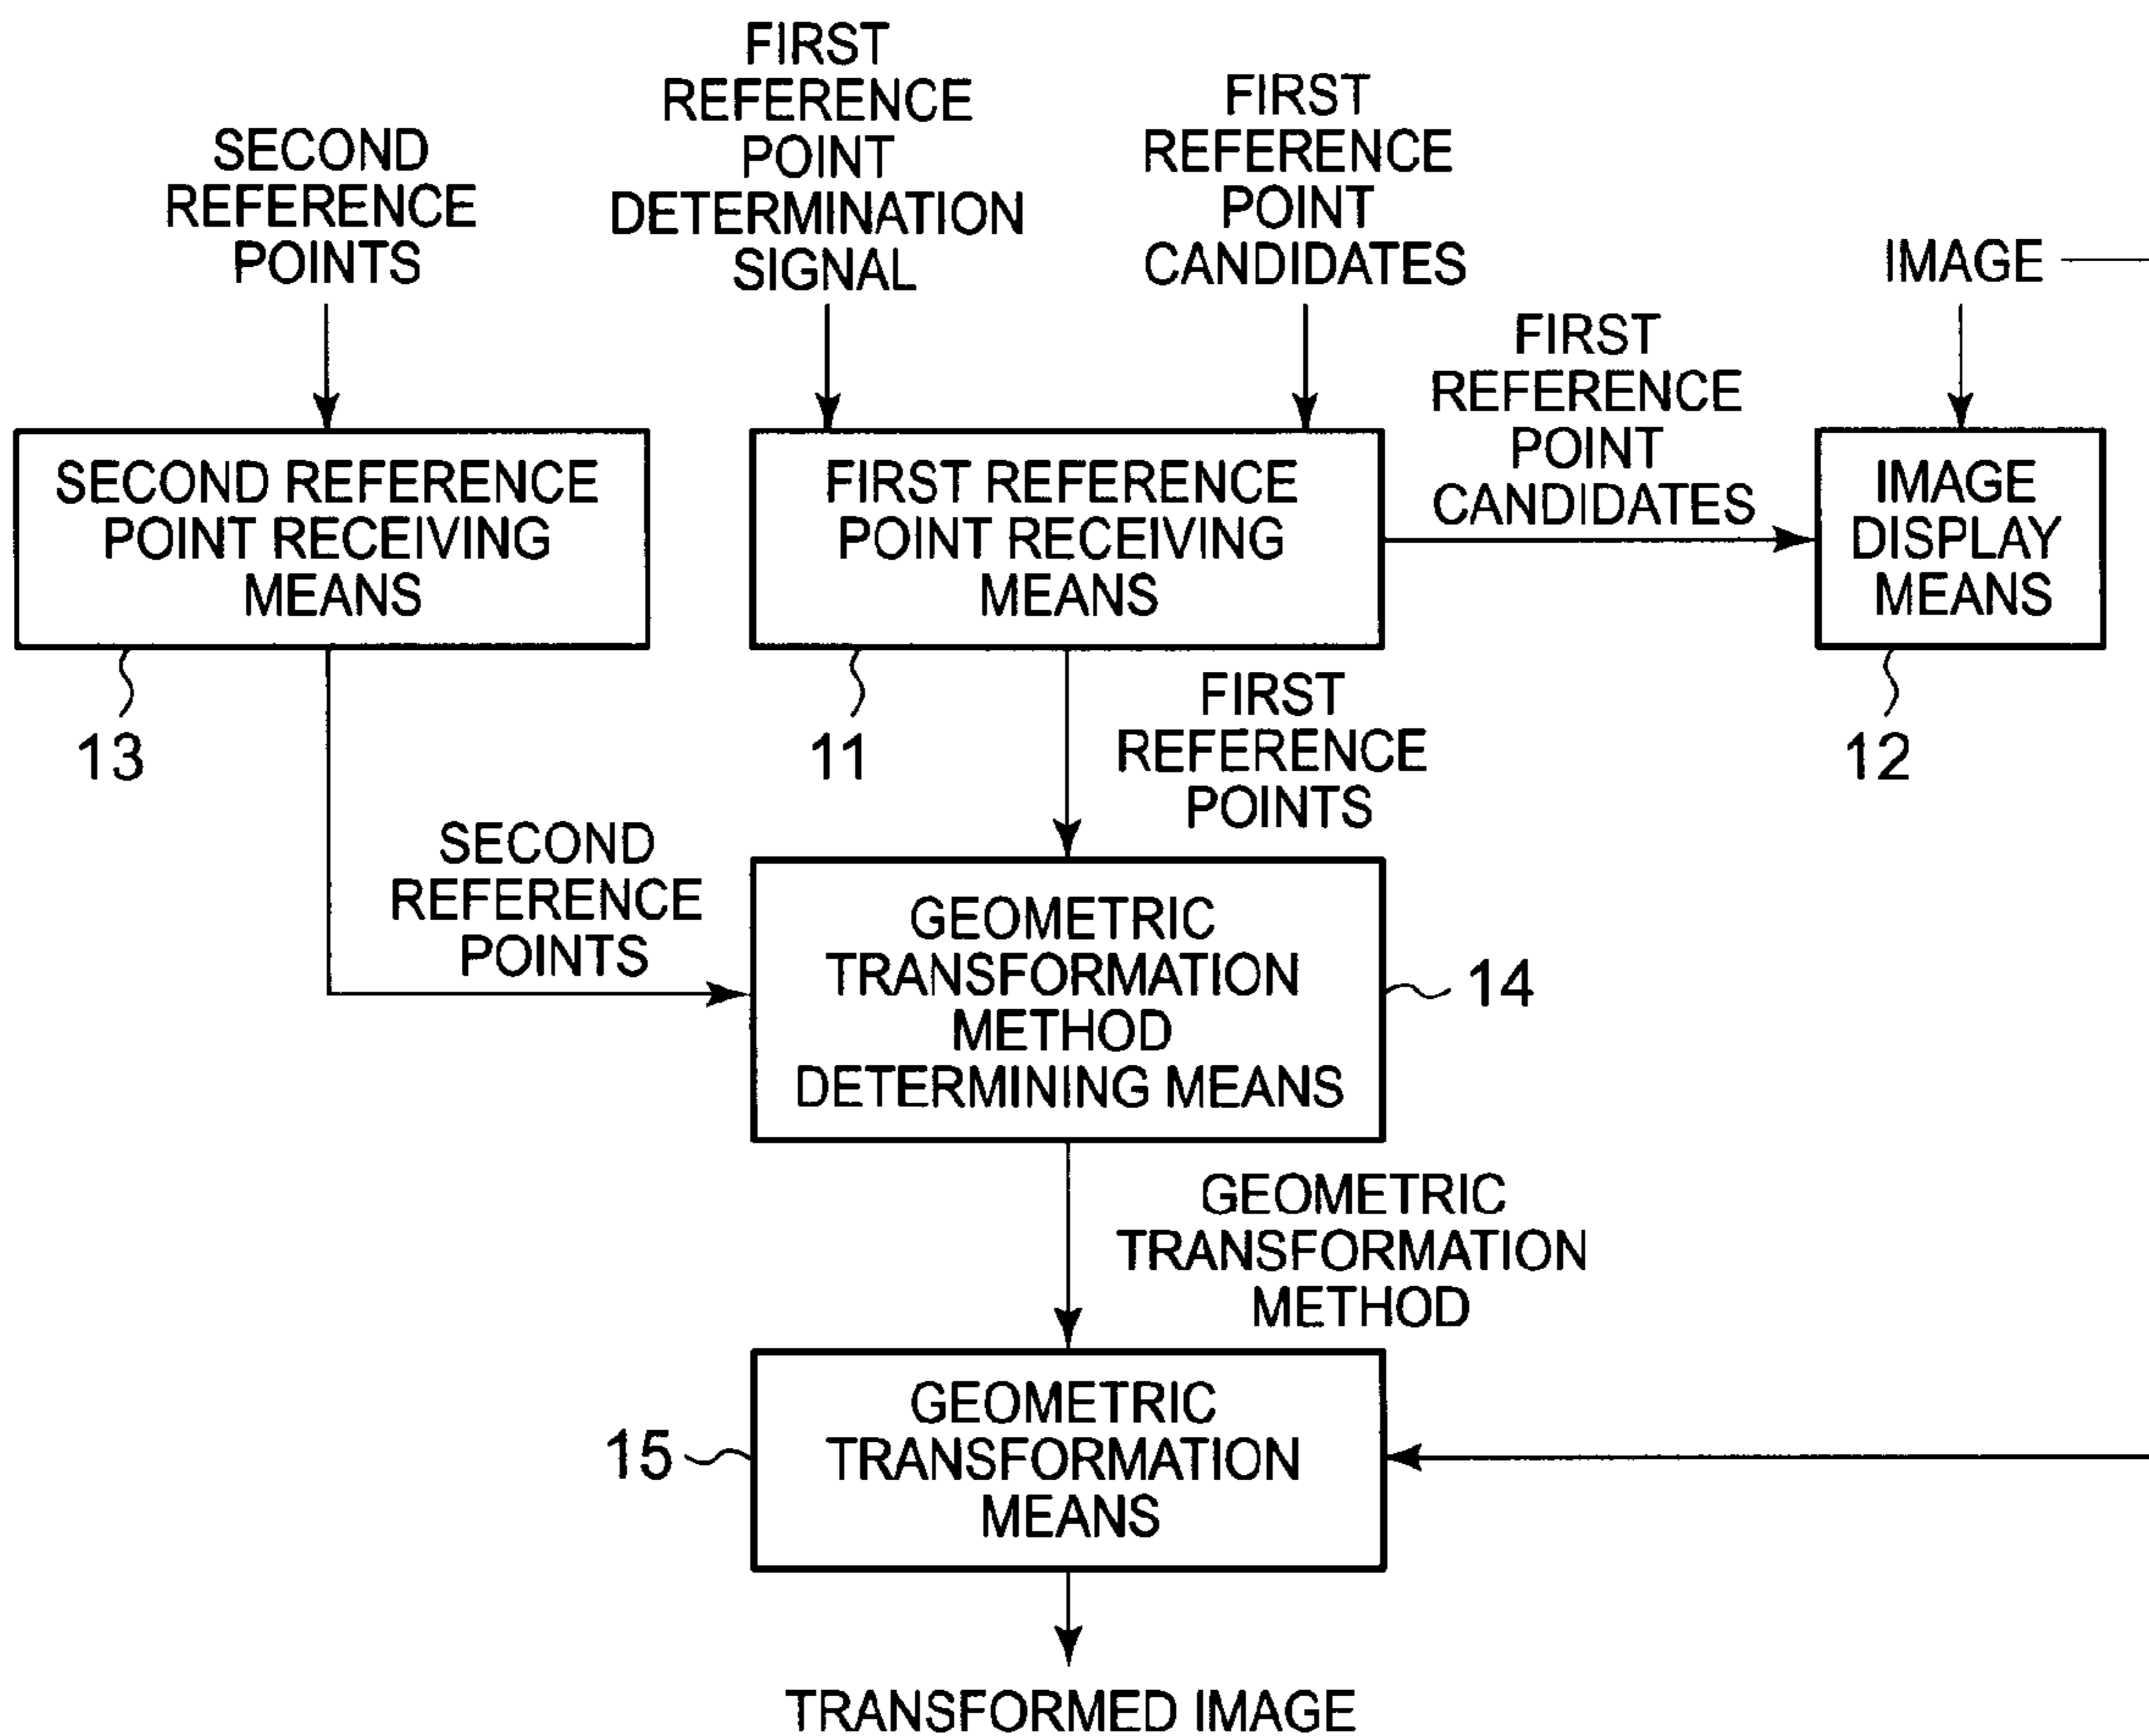 SECOND
REFERENCE
POINTS
FIRST
REFERENCE
POINT
DETERMINATION
SIGNAL
FIRST
REFERENCE
POINT
CANDIDATES
IMAGE
FIRST
REFERENCE
POINT
CANDIDATES
SECOND REFERENCE
POINT RECEIVING
MEANS
13
FIRST REFERENCE
POINT RECEIVING
MEANS
11
IMAGE
DISPLAY
MEANS
12
FIRST
REFERENCE
POINTS
SECOND
REFERENCE
POINTS
GEOMETRIC
TRANSFORMATION
METHOD
DETERMINING MEANS
14
GEOMETRIC
TRANSFORMATION
METHOD
GEOMETRIC
TRANSFORMATION
MEANS
15
TRANSFORMED IMAGE